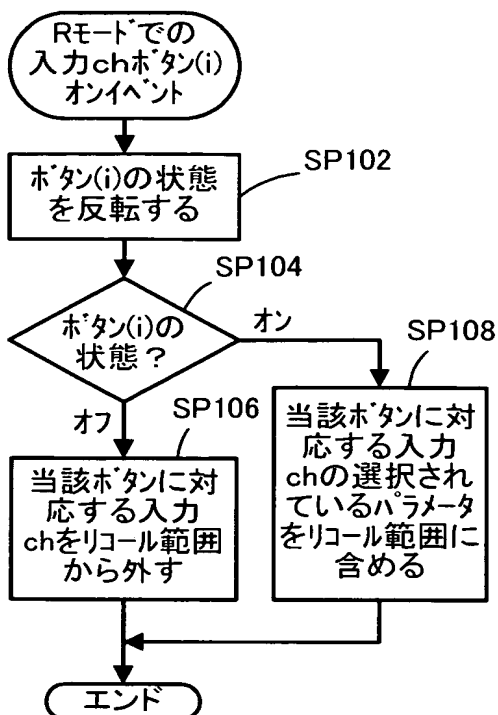 Rモードでの
入力chボタン(i)
オンイベント
SP102
ボタン(i)の状態
を反転する
SP104
ボタン(i)の
状態？
オン
オフ
SP106
当該ボタンに対
応する入力
chをリコール範囲
から外す
SP108
当該ボタンに対
応する入力
chの選択され
ているパラメータ
をリコール範囲に
含める
エンド